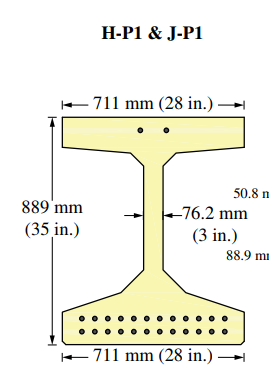 H-P1 & J-P1
711 mm (28 in.)
50.8
889 mm
76.2 mm
(35 in.)
(3 in.)
88.9
711 mm (28 in.)